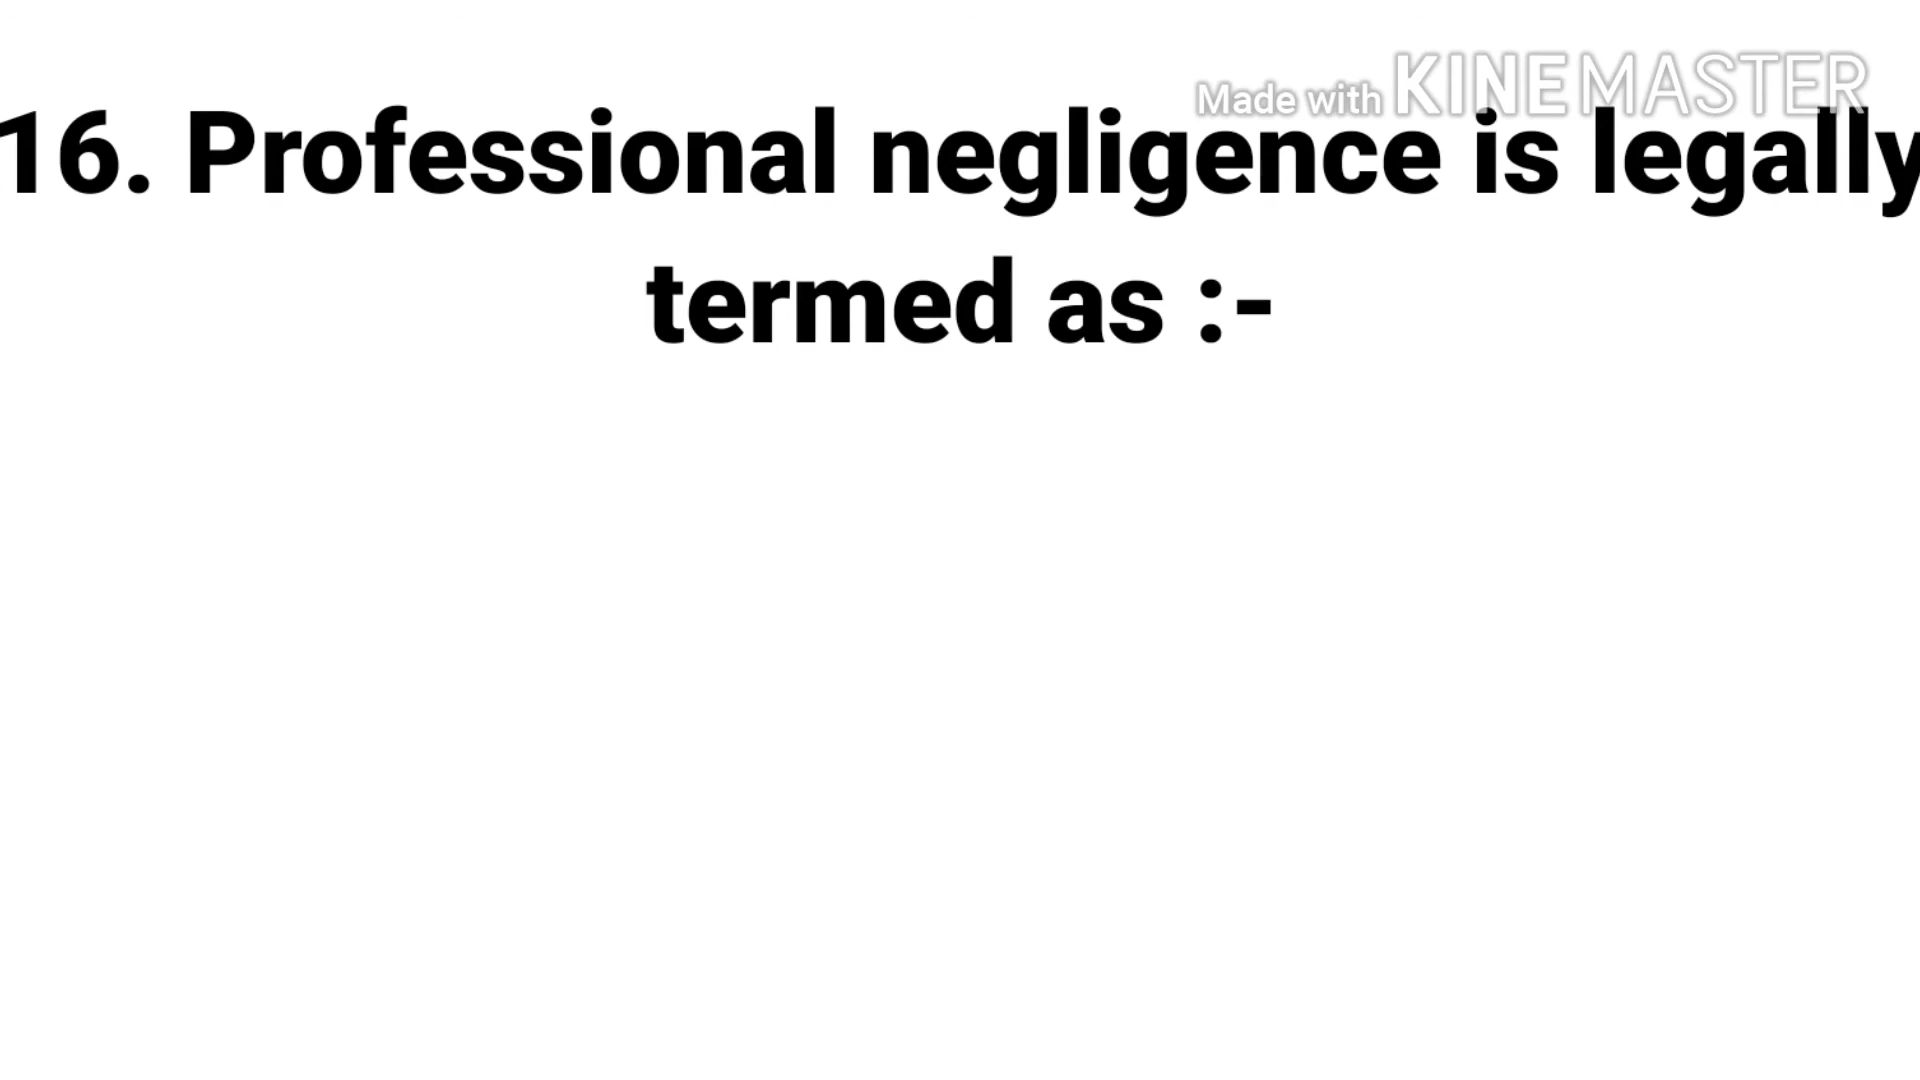 Made with KINEMASTER
16. Professional negligence is legally
termed as :-